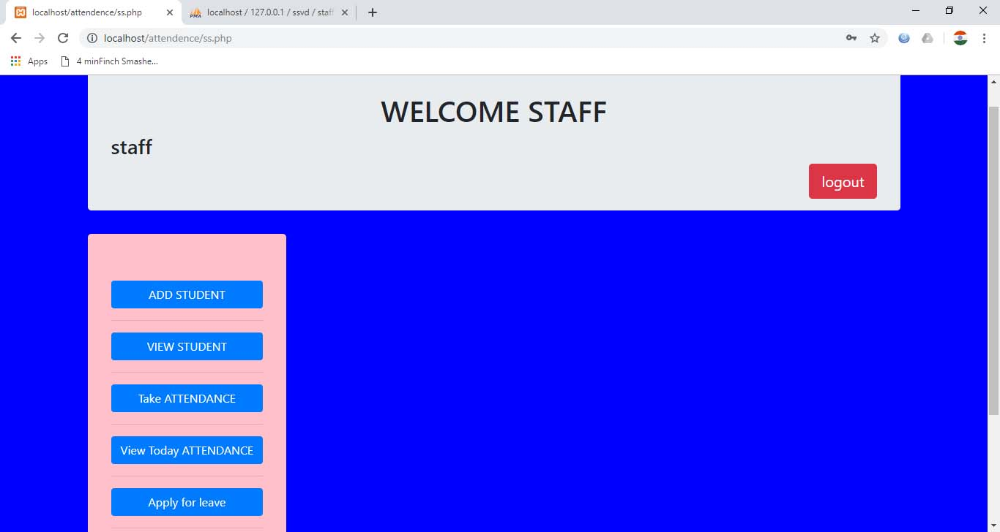 localhost/attendence/ss.php
localhost / 127.0.0.1 / ssvd / staff
localhost/attendence/ss.php
Apps
4 minFinch Smashe...
WELCOME STAFF
staff
logout
ADD STUDENT
VIEW STUDENT
Take ATTENDANCE
View Today ATTENDANCE
Apply for leave